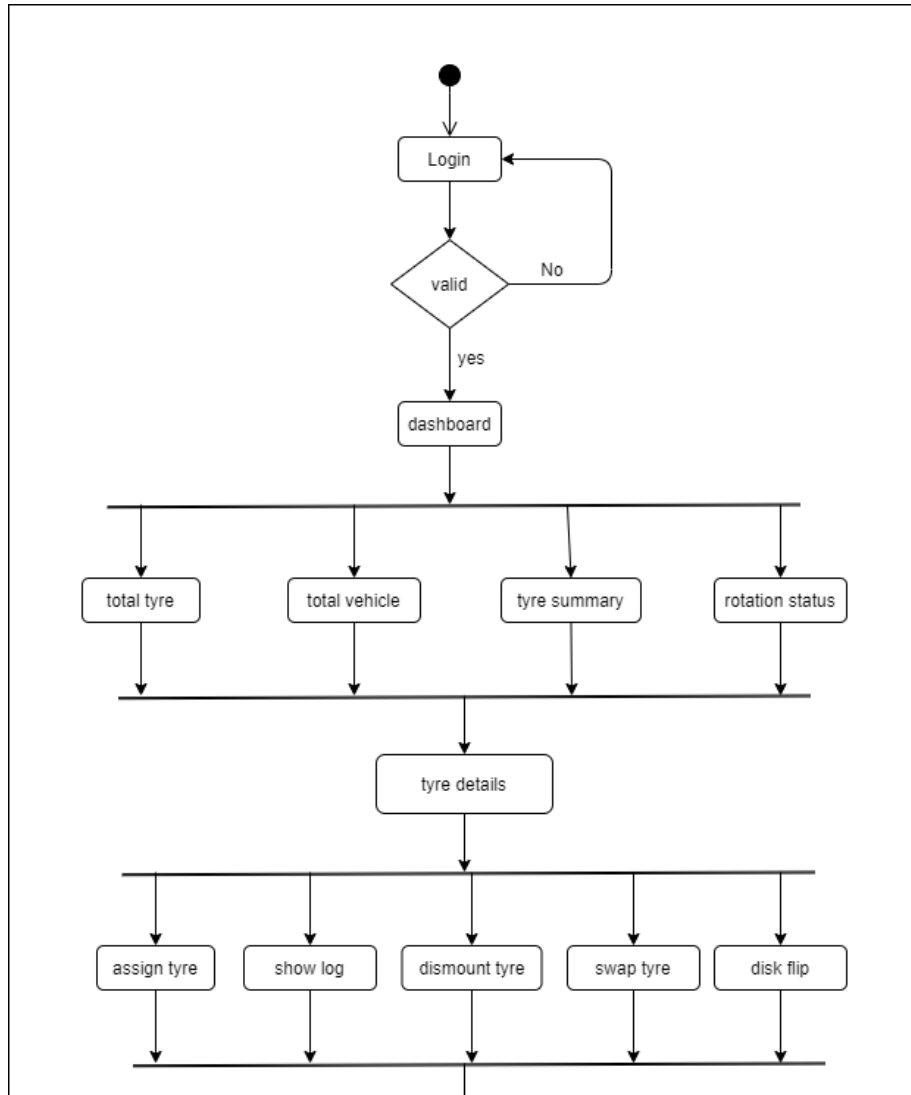 Login
valid
No
yes
dashboard
total tyre
total vehicle
tyre summary
rotation status
tyre details
assign tyre
show log
dismount tyre
swap tyre
disk flip